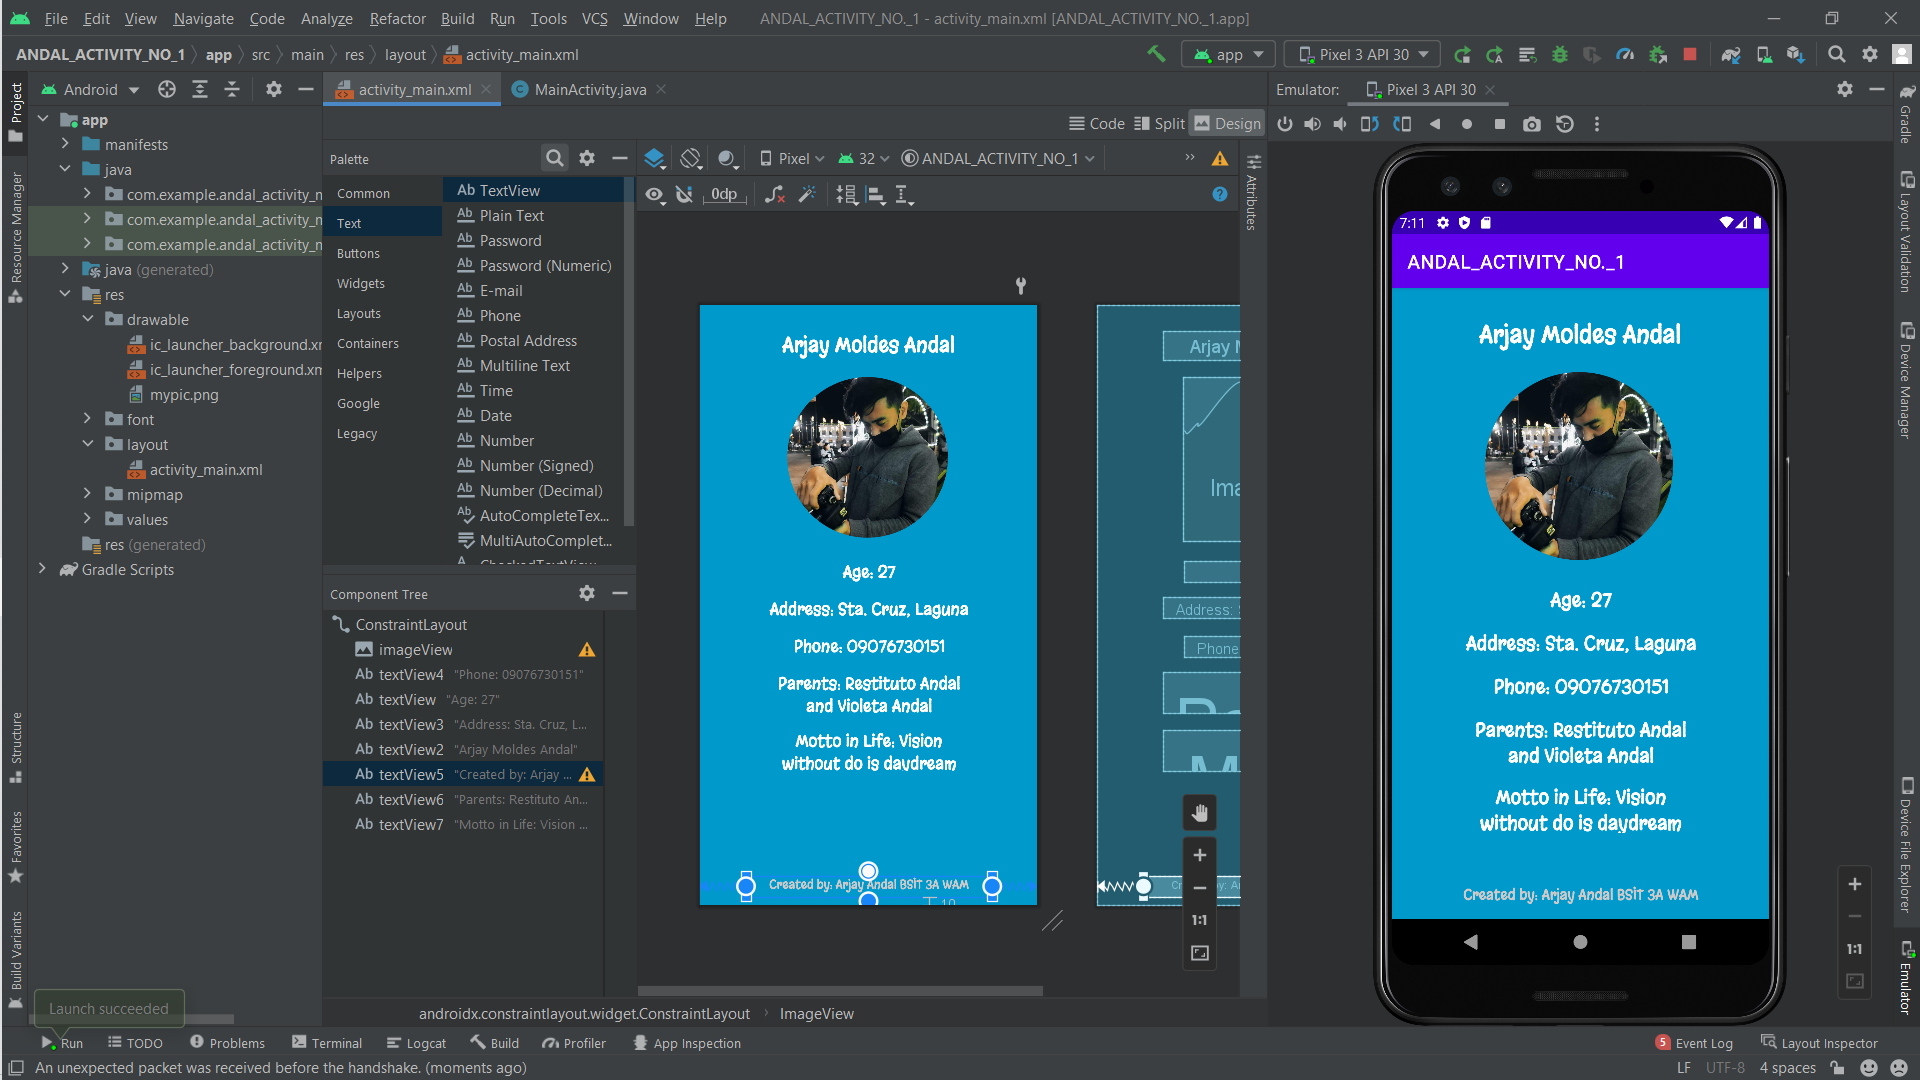 File Edit View Navigate Code Analyze Refactor Build Run Tools VCS Window Help ANDAL_ACTIVITY_NO._1 - activity_main.xml [ANDAL_ACTIVITY_NO._1.app]
ANDAL_ACTIVITY_NO_1 app src main res layout activity_main.xml
app
Pixel 3 API 30
Project
Resource Manager
Structure
Favorites
Build Variants
Android
app
manifests
java
com.example.andal_activity_n
com.example.andal_activity_n
com.example.andal_activity_n
java (generated)
res
drawable
ic_launcher_background.xr
ic_launcher_foreground.xm
mypic.png
font
layout
activity_main.xml
mipmap
values
res (generated)
Gradle Scripts
Launch succeeded
activity_main.xml
MainActivity.java
Code Split Design
Palette
Common
Text
Buttons
Widgets
Layouts
Containers
Helpers
Google
Legacy
Ab TextView
Ab Plain Text
Ab Password
Ab Password (Numeric)
Ab E-mail
Ab Phone
Ab Postal Address
Ab Multiline Text
Ab Time
Ab Date
Ab Number
Ab Number (Signed)
Ab Number (Decimal)
Ab AutoCompleteTex...
MultiAutoComplet...
CheckedTextView
Component Tree
ConstraintLayout
imageView
Ab textView4 "Phone: 09076730151"
Ab textView "Age: 27"
Ab textView3 "Address: Sta. Cruz, L...
Ab textView2 "Arjay Moldes Andal"
Ab textView5 "Created by: Arjay ...
Ab textView6 "Parents: Restituto An...
Ab textView7 "Motto in Life: Vision ...
Pixel 32 ANDAL_ACTIVITY_NO_1
0dp
Attributes
Arjay Moldes Andal
Age: 27
Address: Sta. Cruz, Laguna
Phone: 09076730151
Parents: Restituto Andal
and Violeta Andal
Motto in Life: Vision
without do is daydream
Created by: Arjay Andal BSIT 3A WAM
10
Arjay M
Ima
Address: S
Phone
1:1
androidx.constraintlayout.widget.ConstraintLayout ImageView
Emulator: Pixel 3 API 30
7:11
ANDAL_ACTIVITY_NO._1
Arjay Moldes Andal
Age: 27
Address: Sta. Cruz, Laguna
Phone: 09076730151
Parents: Restituto Andal
and Violeta Andal
Motto in Life: Vision
without do is daydream
Created by: Arjay Andal BSIT 3A WAM
1:1
Gradle
Layout Validation
Device Manager
Device File Explorer
Emulator
Run TODO Problems Terminal Logcat Build Profiler App Inspection
5 Event Log Layout Inspector
An unexpected packet was received before the handshake. (moments ago)
LF UTF-8 4 spaces